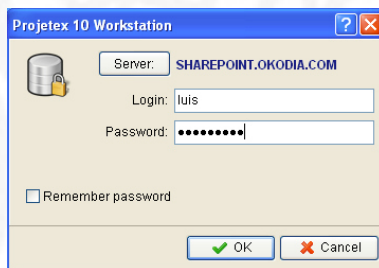 Projetex 10 Workstation
Server: SHAREPOINT.OKODIA.COM
Login: luis
Password: •••••••••
Remember password
OK Cancel